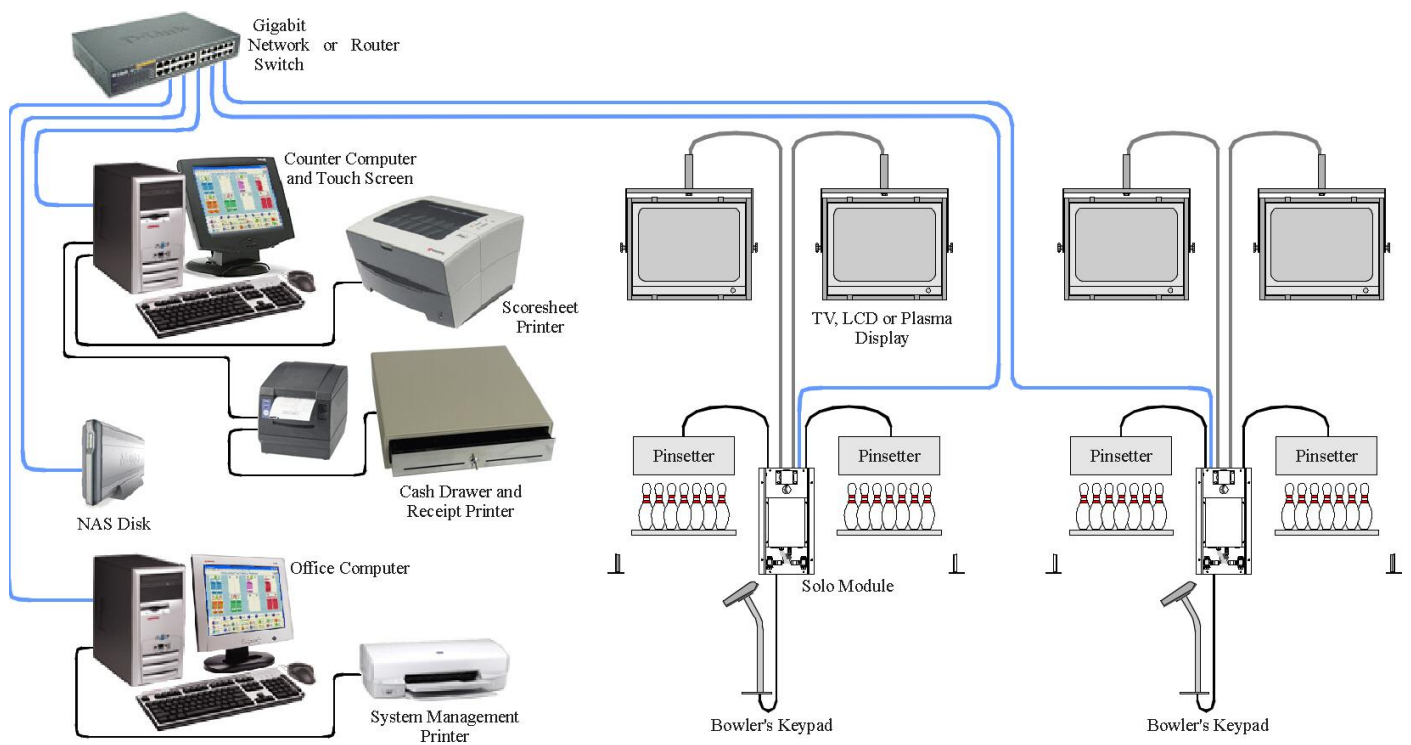 Gigabit
Network or Router
Switch
D-Link
Counter Computer
and Touch Screen
Scoresheet
Printer
TV, LCD or Plasma
Display
Pinsetter
Pinsetter
Pinsetter
Pinsetter
Cash Drawer and
Receipt Printer
NAS Disk
Office Computer
Solo Module
System Management
Printer
Bowler's Keypad
Bowler's Keypad